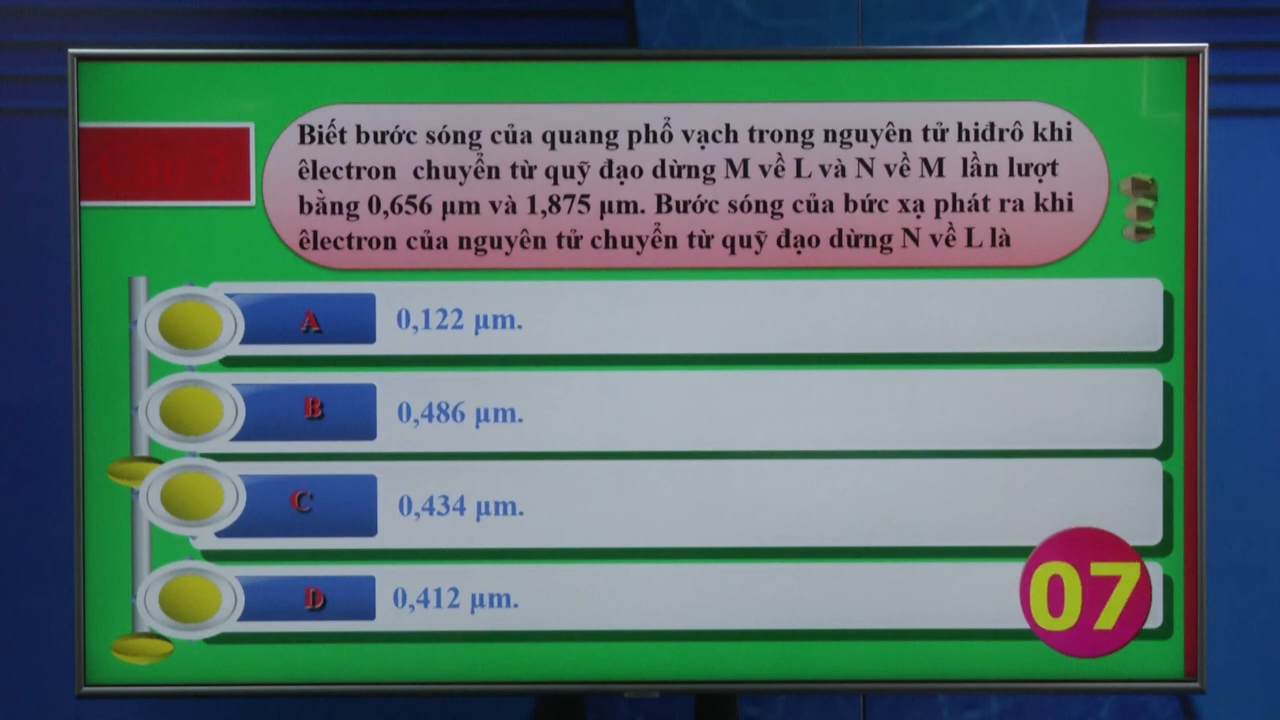 Câu 7
Biết bước sóng của quang phổ vạch trong nguyên tử hiđrô khi
êlectron chuyển từ quỹ đạo dừng M về L và N về M lần lượt
bằng 0,656 μm và 1,875 μm. Bước sóng của bức xạ phát ra khi
êlectron của nguyên tử chuyển từ quỹ đạo dừng N về L là
A 0,122 μm.
B 0,486 μm.
C 0,434 μm.
D 0,412 μm.
07